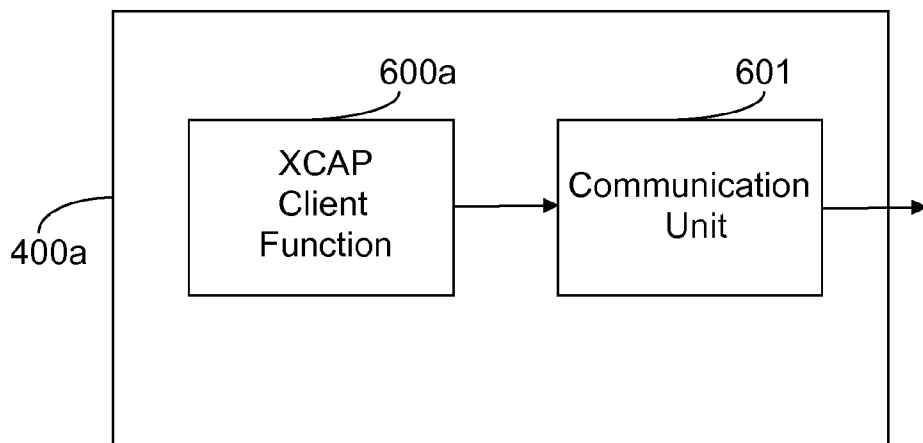 600a
601
XCAP
Client
Function
Communication
Unit
400a